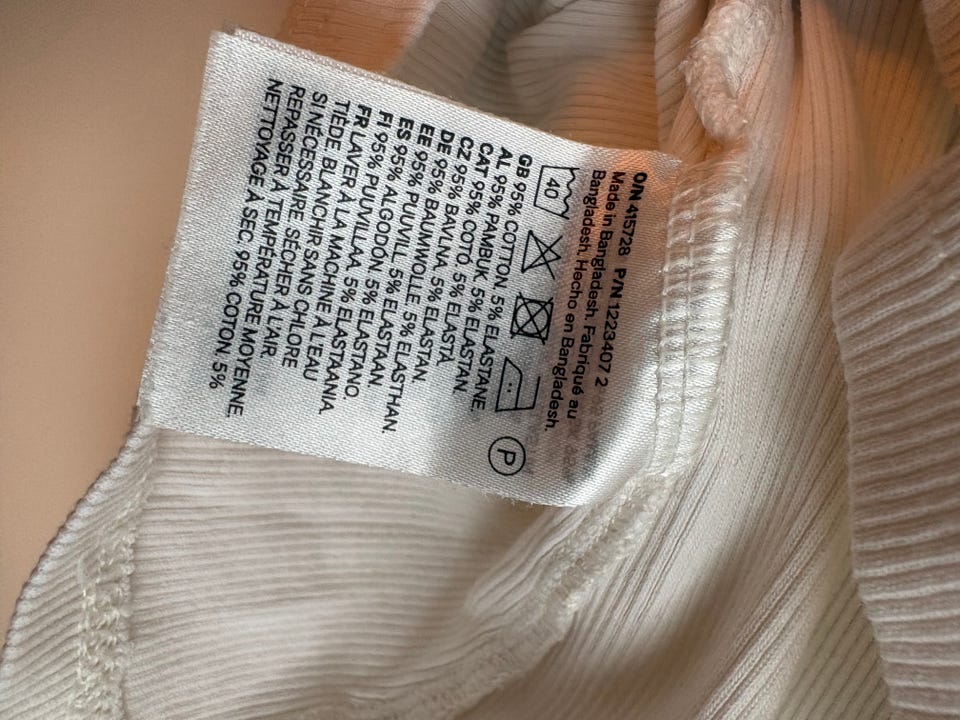 O/N 415728 P/N 1223407 2
Made in Bangladesh. Fabriqué au
Bangladesh. Hecho en Bangladesh.
40 P
GB 95% COTTON. 5% ELASTANE.
AL 95% PAMBUK. 5% ELASTAN.
CAT 95% COTÓ. 5% ELASTÀ.
CZ 95% BAVLNA. 5% ELASTAN.
DE 95% BAUMWOLLE. 5% ELASTHAN.
EE 95% PUUVILL. 5% ELASTAAN.
ES 95% ALGODÓN. 5% ELASTANO.
FI 95% PUUVILLAA. 5% ELASTAANIA.
FR LAVER À LA MACHINE À L'EAU
TIÈDE. BLANCHIR SANS CHLORE
SI NÉCESSAIRE. SÉCHER À L'AIR.
REPASSER À TEMPÉRATURE MOYENNE.
NETTOYAGE À SEC. 95% COTON. 5%